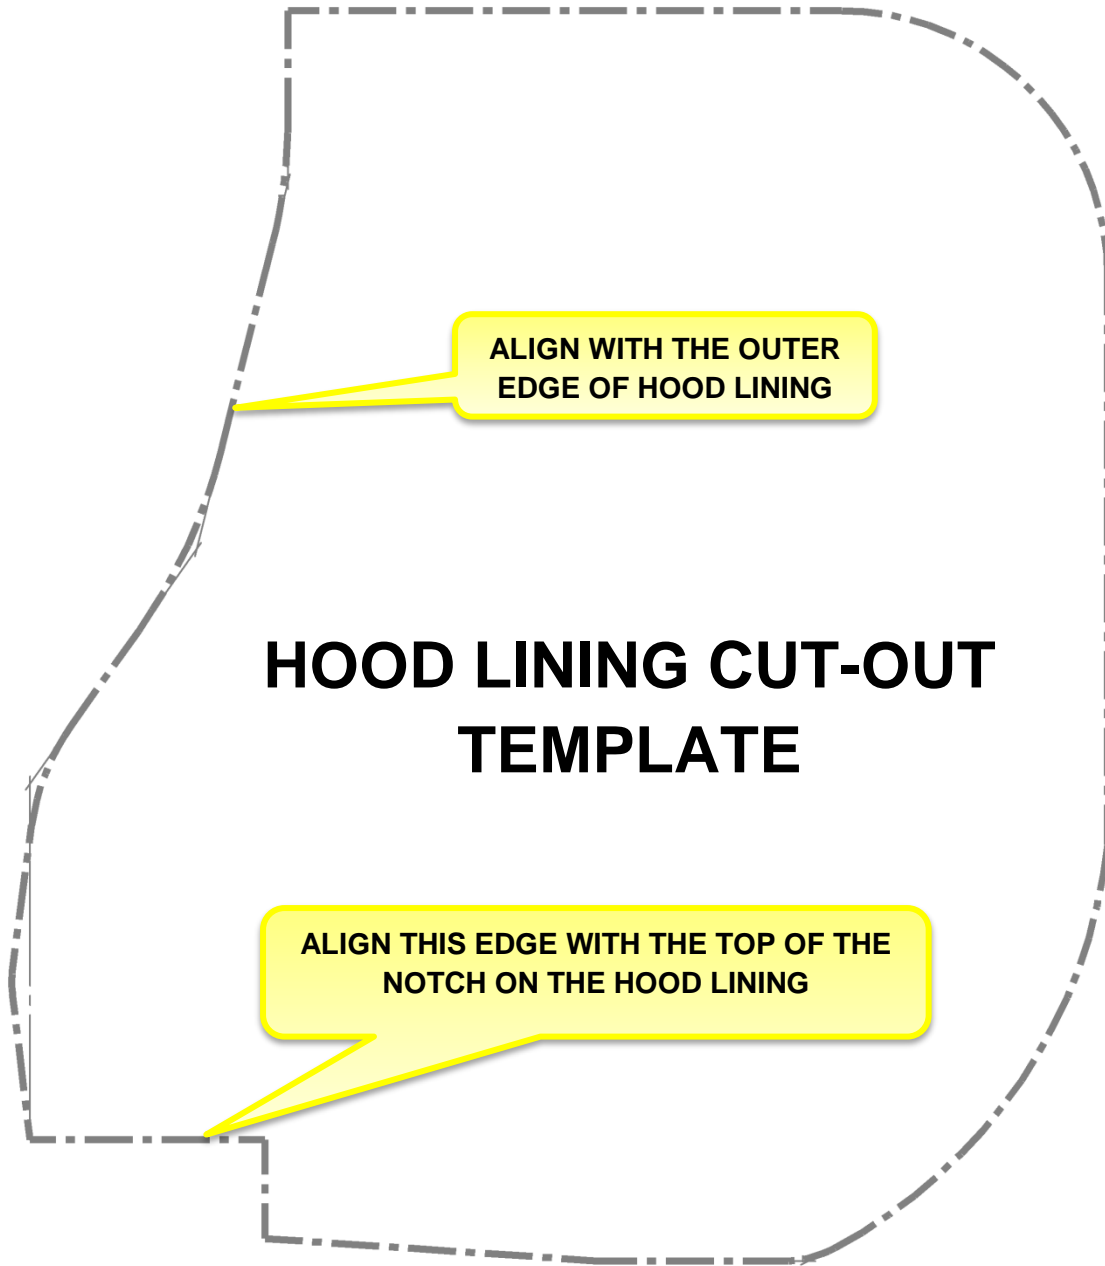 ALIGN WITH THE OUTER
EDGE OF HOOD LINING
HOOD LINING CUT-OUT
TEMPLATE
ALIGN THIS EDGE WITH THE TOP OF THE
NOTCH ON THE HOOD LINING